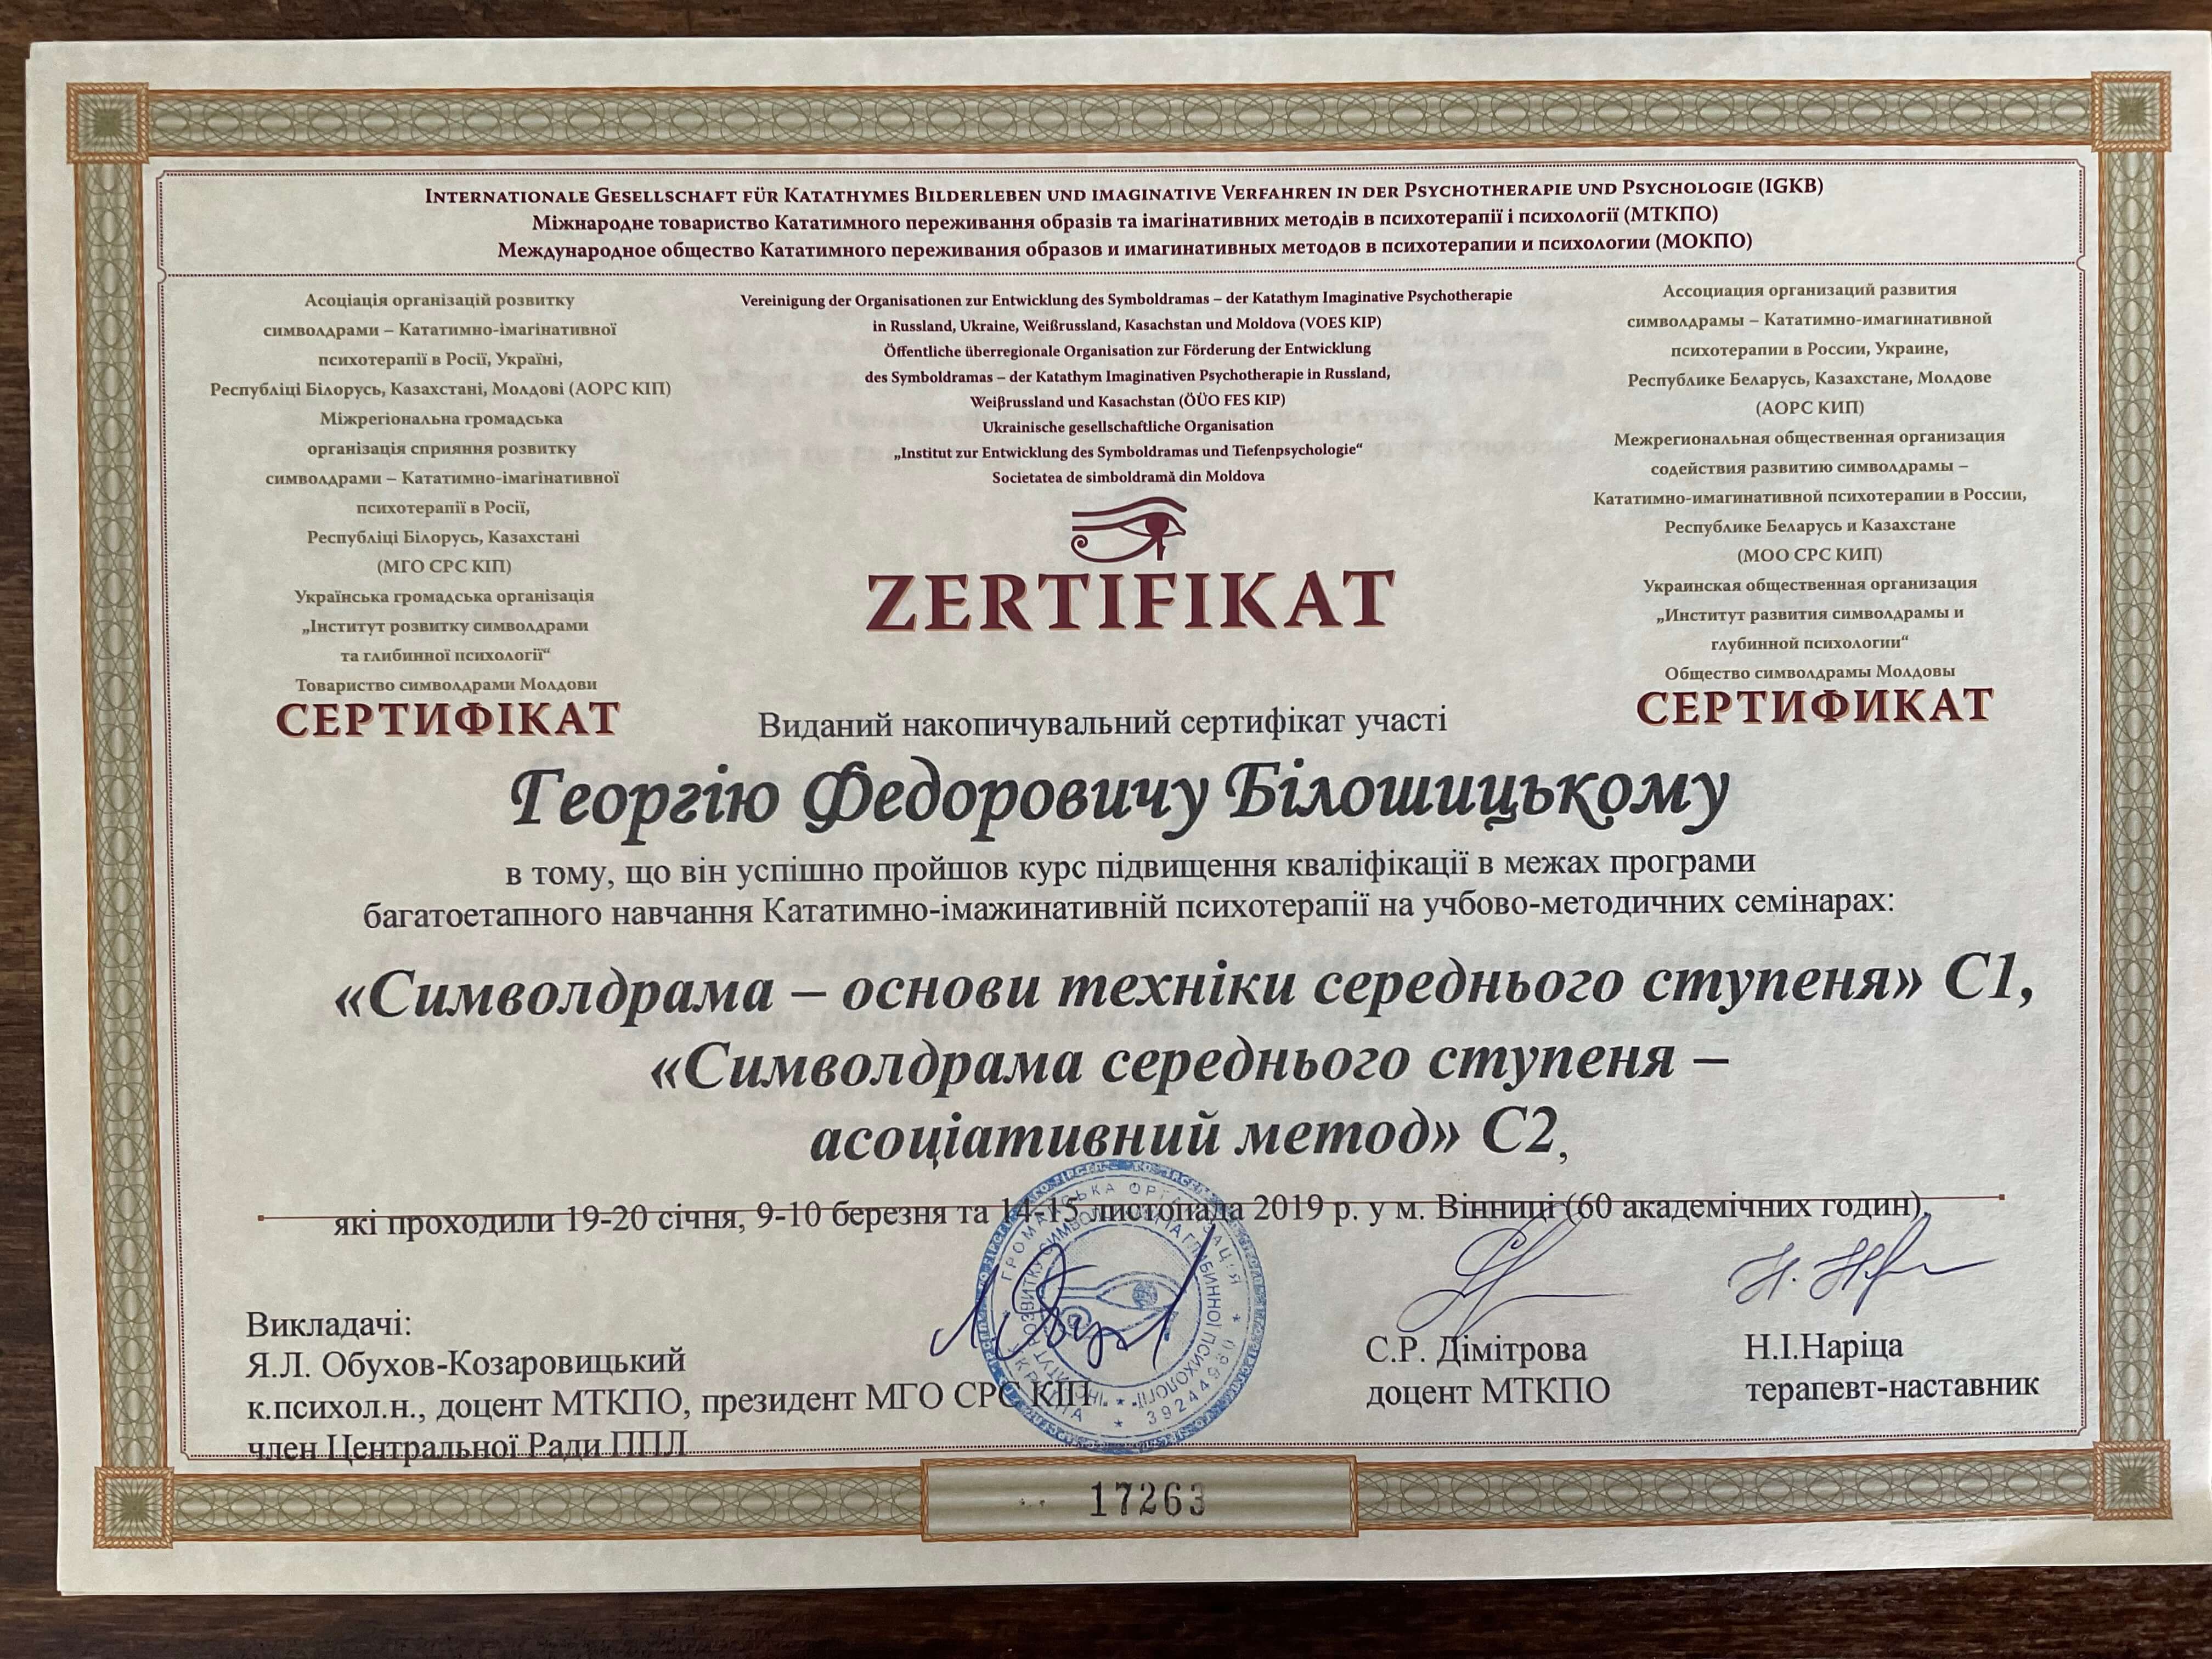 Internationale Gesellschaft für Katathymes Bilderleben und imaginative Verfahren in der Psychotherapie und Psychologie (IGKB)
Міжнародне товариство Кататимного переживання образів та імагінативних методів в психотерапії і психології (МТКПО)
Международное общество Кататимного переживания образов и имагинативных методов в психотерапии и психологии (МОКПО)
Асоціація організацій розвитку
символдрами – Кататимно-імагінативної
психотерапії в Росії, Україні,
Республіці Білорусь, Казахстані, Молдові (АОРС КІП)
Міжрегіональна громадська
організація сприяння розвитку
символдрами – Кататимно-імагінативної
психотерапії в Росії,
Республіці Білорусь, Казахстані
(МГО СРС КІП)
Українська громадська організація
„Інститут розвитку символдрами
та глибинної психології“
Товариство символдрами Молдови
СЕРТИФІКАТ
Vereinigung der Organisationen zur Entwicklung des Symboldramas – der Katathym Imaginative Psychotherapie
in Russland, Ukraine, Weißrussland, Kasachstan und Moldova (VOES KIP)
Öffentliche überregionale Organisation zur Förderung der Entwicklung
des Symboldramas – der Katathym Imaginativen Psychotherapie in Russland,
Weißrussland und Kasachstan (ÖÜO FES KIP)
Ukrainische gesellschaftliche Organisation
„Institut zur Entwicklung des Symboldramas und Tiefenpsychologie“
Societatea de simboldramă din Moldova
ZERTIFIKAT
Ассоциация организаций развития
символдрамы – Кататимно-имагинативной
психотерапии в России, Украине,
Республике Беларусь, Казахстане, Молдове
(АОРС КИП)
Межрегиональная общественная организация
содействия развитию символдрамы –
Кататимно-имагинативной психотерапии в России,
Республике Беларусь и Казахстане
(МОО СРС КИП)
Украинская общественная организация
„Институт развития символдрамы и
глубинной психологии“
Общество символдрамы Молдовы
СЕРТИФИКАТ
Виданий накопичувальний сертифікат участі
Георгію Федоровичу Білошицькому
в тому, що він успішно пройшов курс підвищення кваліфікації в межах програми
багатоетапного навчання Кататимно-імажинативній психотерапії на учбово-методичних семінарах:
«Символдрама – основи техніки середнього ступеня» С1,
«Символдрама середнього ступеня –
асоціативний метод» С2,
які проходили 19-20 січня, 9-10 березня та 14-15 листопада 2019 р. у м. Вінниці (60 академічних годин).
Викладачі:
Я.Л. Обухов-Козаровицький
к.психол.н., доцент МТКПО, президент МГО СРС КІП,
член Центральної Ради ППЛ
С.Р. Дімітрова
доцент МТКПО
Н.І.Наріца
терапевт-наставник
ГРОМАДСЬКА ОРГАНІЗАЦІЯ
39244980
17263